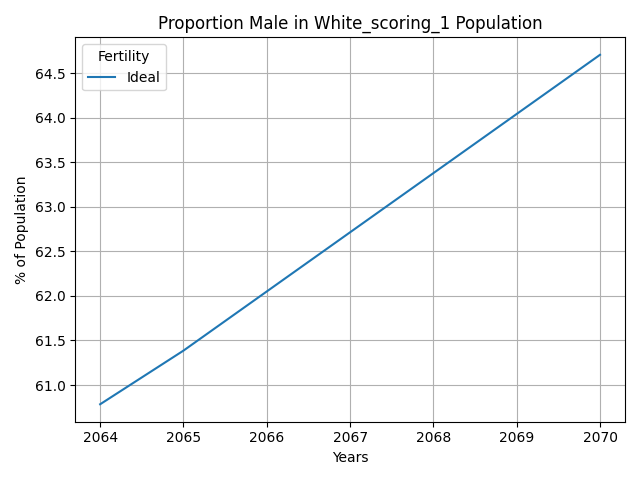 Proportion Male in White_scoring_1 Population
Fertility
Ideal
% of Population
64.5
64.0
63.5
63.0
62.5
62.0
61.5
61.0
2064 2065 2066 2067 2068 2069 2070
Years